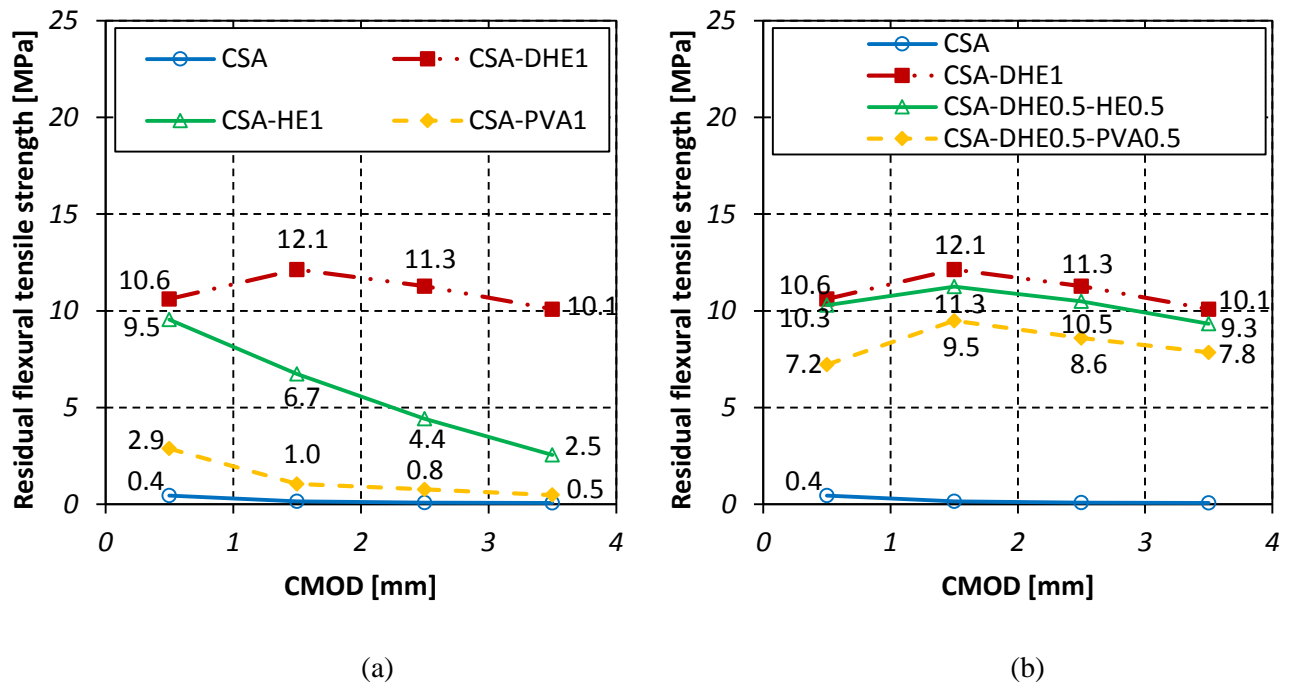 Residual flexural tensile strength [MPa]
25
20
15
10
5
0
CSA
CSA-DHE1
CSA-HE1
CSA-PVA1
10.6
12.1
11.3
10.1
9.5
6.7
4.4
2.5
2.9
1.0
0.8
0.5
0.4
0 1 2 3 4
CMOD [mm]
(a)
Residual flexural tensile strength [MPa]
25
20
15
10
5
0
CSA
CSA-DHE1
CSA-DHE0.5-HE0.5
CSA-DHE0.5-PVA0.5
10.6
12.1
11.3
10.1
10.3
11.3
10.5
9.3
7.2
9.5
8.6
7.8
0.4
0 1 2 3 4
CMOD [mm]
(b)